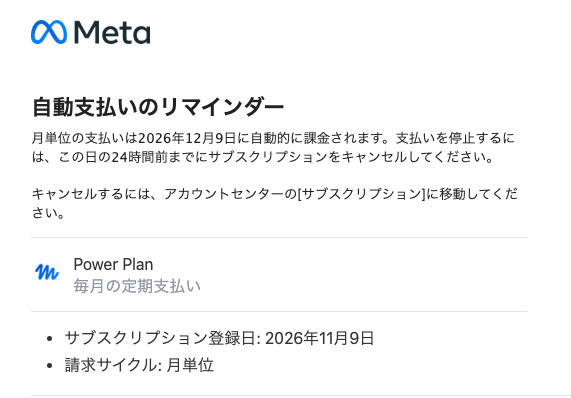 Meta
自動支払いのリマインダー
月単位の支払いは2026年12月9日に自動的に課金されます。支払いを停止するに
は、この日の24時間前までにサブスクリプションをキャンセルしてください。
キャンセルするには、アカウントセンターの[サブスクリプション]に移動してくだ
さい。
Power Plan
毎月の定期支払い
• サブスクリプション登録日: 2026年11月9日
• 請求サイクル: 月単位